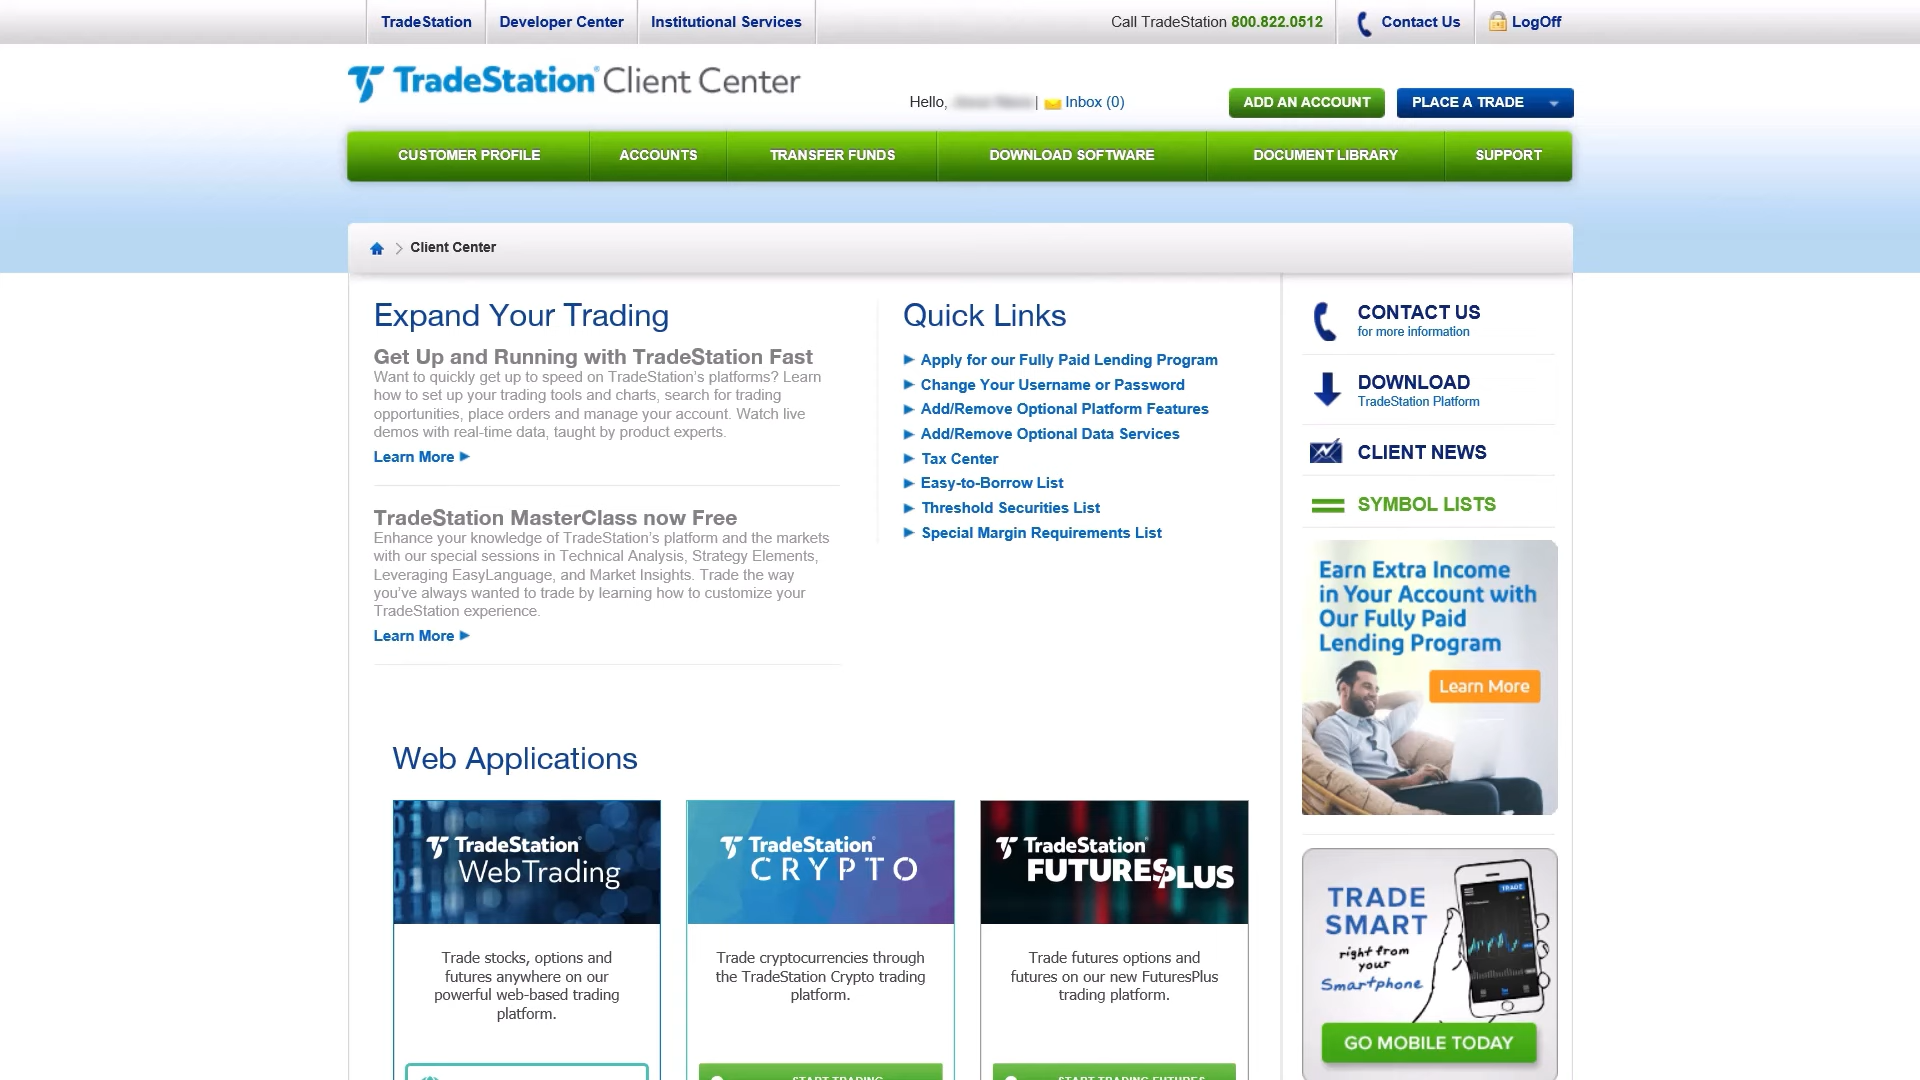 TradeStation
Developer Center
Institutional Services
Call TradeStation 800.822.0512
Contact Us
LogOff
TradeStation Client Center
Hello, | Inbox (0)
ADD AN ACCOUNT
PLACE A TRADE
CUSTOMER PROFILE
ACCOUNTS
TRANSFER FUNDS
DOWNLOAD SOFTWARE
DOCUMENT LIBRARY
SUPPORT
Client Center
Expand Your Trading
Get Up and Running with TradeStation Fast
Want to quickly get up to speed on TradeStation's platforms? Learn
how to set up your trading tools and charts, search for trading
opportunities, place orders and manage your account. Watch live
demos with real-time data, taught by product experts.
Learn More
TradeStation MasterClass now Free
Enhance your knowledge of TradeStation's platform and the markets
with our special sessions in Technical Analysis, Strategy Elements,
Leveraging EasyLanguage, and Market Insights. Trade the way
you've always wanted to trade by learning how to customize your
TradeStation experience.
Learn More
Quick Links
Apply for our Fully Paid Lending Program
Change Your Username or Password
Add/Remove Optional Platform Features
Add/Remove Optional Data Services
Tax Center
Easy-to-Borrow List
Threshold Securities List
Special Margin Requirements List
CONTACT US
for more information
DOWNLOAD
TradeStation Platform
CLIENT NEWS
SYMBOL LISTS
Earn Extra Income
in Your Account with
Our Fully Paid
Lending Program
Learn More
TRADE
SMART
right from
your
Smartphone
TRADE
GO MOBILE TODAY
Web Applications
TradeStation
WebTrading
Trade stocks, options and
futures anywhere on our
powerful web-based trading
platform.
TradeStation
CRYPTO
Trade cryptocurrencies through
the TradeStation Crypto trading
platform.
START TRADING
TradeStation
FUTURESPLUS
Trade futures options and
futures on our new FuturesPlus
trading platform.
START TRADING FUTURES